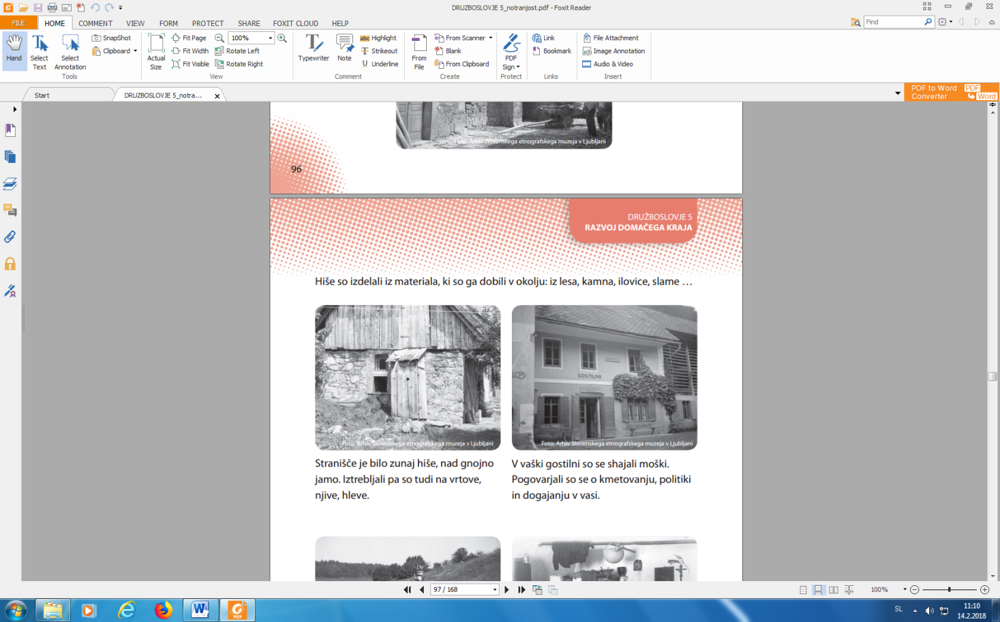 DRUZBOSLOVJE 5_notranjost.pdf - Foxit Reader
FILE HOME COMMENT VIEW FORM PROTECT SHARE FOXIT CLOUD HELP
Find
Hand
Select Text
Select Annotation
SnapShot
Clipboard
Tools
Actual Size
Fit Page
Fit Width
Fit Visible
100%
Rotate Left
Rotate Right
View
Typewriter
Note
abc Highlight
Strikeout
U Underline
Comment
From File
From Scanner
Blank
From Clipboard
Create
PDF Sign
Protect
Link
Bookmark
Links
File Attachment
Image Annotation
Audio & Video
Insert
Start
DRUZBOSLOVJE 5_notra...
PDF to Word PDF
Converter Word
Foto: Arhiv Slovenskega etnografskega muzeja v Ljubljani
96
DRUŽBOSLOVJE 5
RAZVOJ DOMAČEGA KRAJA
Hiše so izdelali iz materiala, ki so ga dobili v okolju: iz lesa, kamna, ilovice, slame …
GOSTILNA
P
Foto: Arhiv Slovenskega etnografskega muzeja v Ljubljani
Foto: Arhiv Slovenskega etnografskega muzeja v Ljubljani
Stranišče je bilo zunaj hiše, nad gnojno
jamo. Iztrebljali pa so tudi na vrtove,
njive, hleve.
V vaški gostilni so se shajali moški.
Pogovarjali so se o kmetovanju, politiki
in dogajanju v vasi.
97 / 168
100%
W
PDF
SL
11:10
14.2.2018